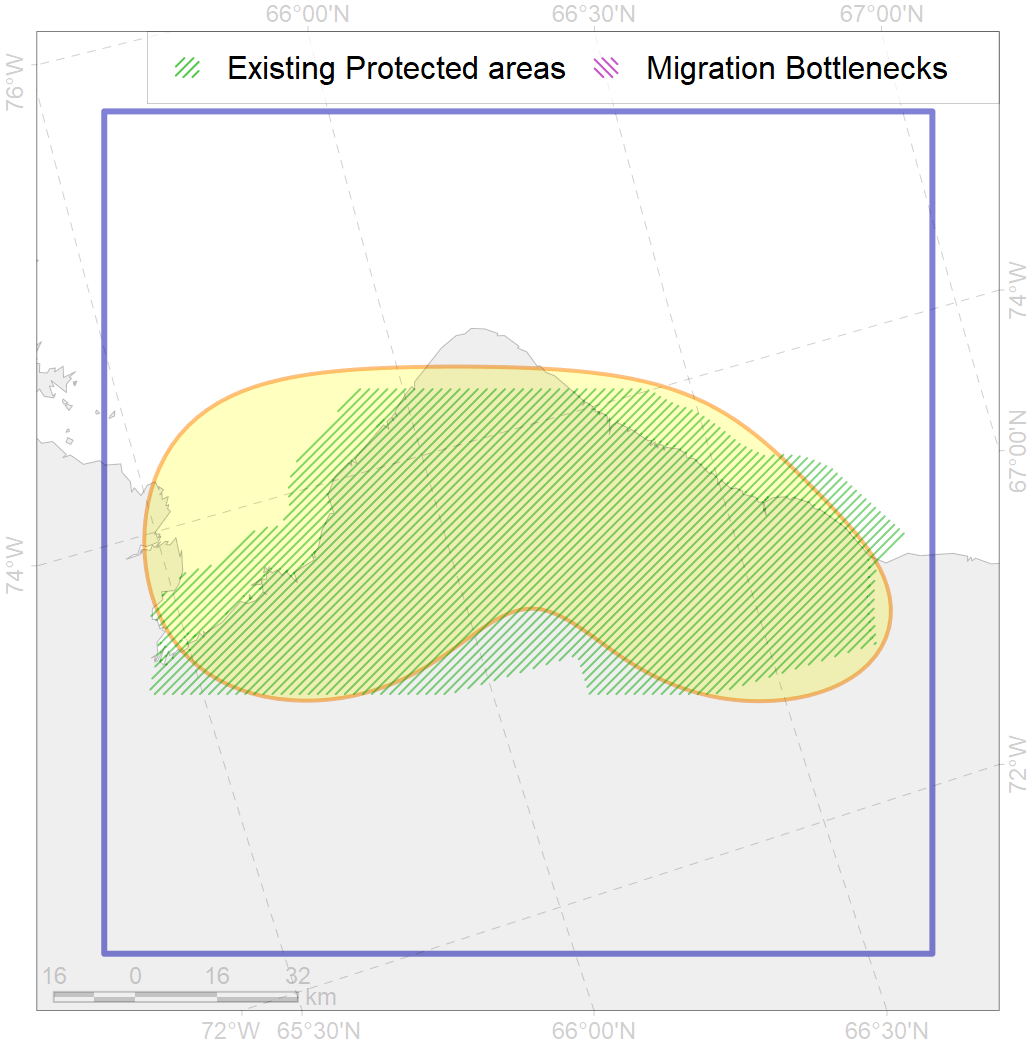 66°00'N 66°30'N 67°00'N
76°W
Existing Protected areas Migration Bottlenecks
74°W
67°00'N
74°W
72°W
16 0 16 32
km
72°W 65°30'N 66°00'N 66°30'N